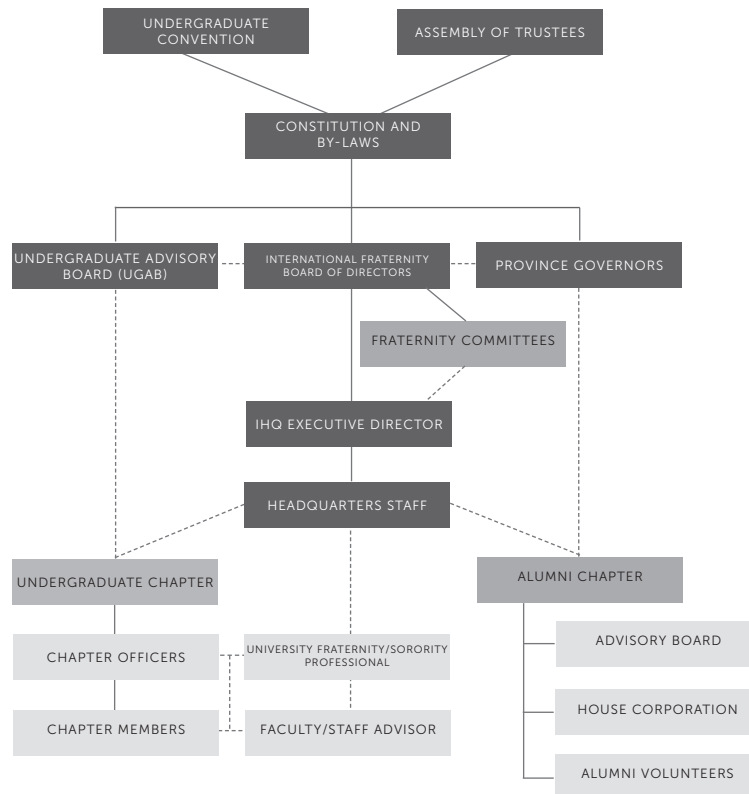 UNDERGRADUATE
CONVENTION
ASSEMBLY OF TRUSTEES
CONSTITUTION AND
BY-LAWS
UNDERGRADUATE ADVISORY
BOARD (UGAB)
INTERNATIONAL FRATERNITY
BOARD OF DIRECTORS
PROVINCE GOVERNORS
FRATERNITY COMMITTEES
IHQ EXECUTIVE DIRECTOR
HEADQUARTERS STAFF
UNDERGRADUATE CHAPTER
ALUMNI CHAPTER
CHAPTER OFFICERS
UNIVERSITY FRATERNITY/SORORITY
PROFESSIONAL
ADVISORY BOARD
CHAPTER MEMBERS
FACULTY/STAFF ADVISOR
HOUSE CORPORATION
ALUMNI VOLUNTEERS